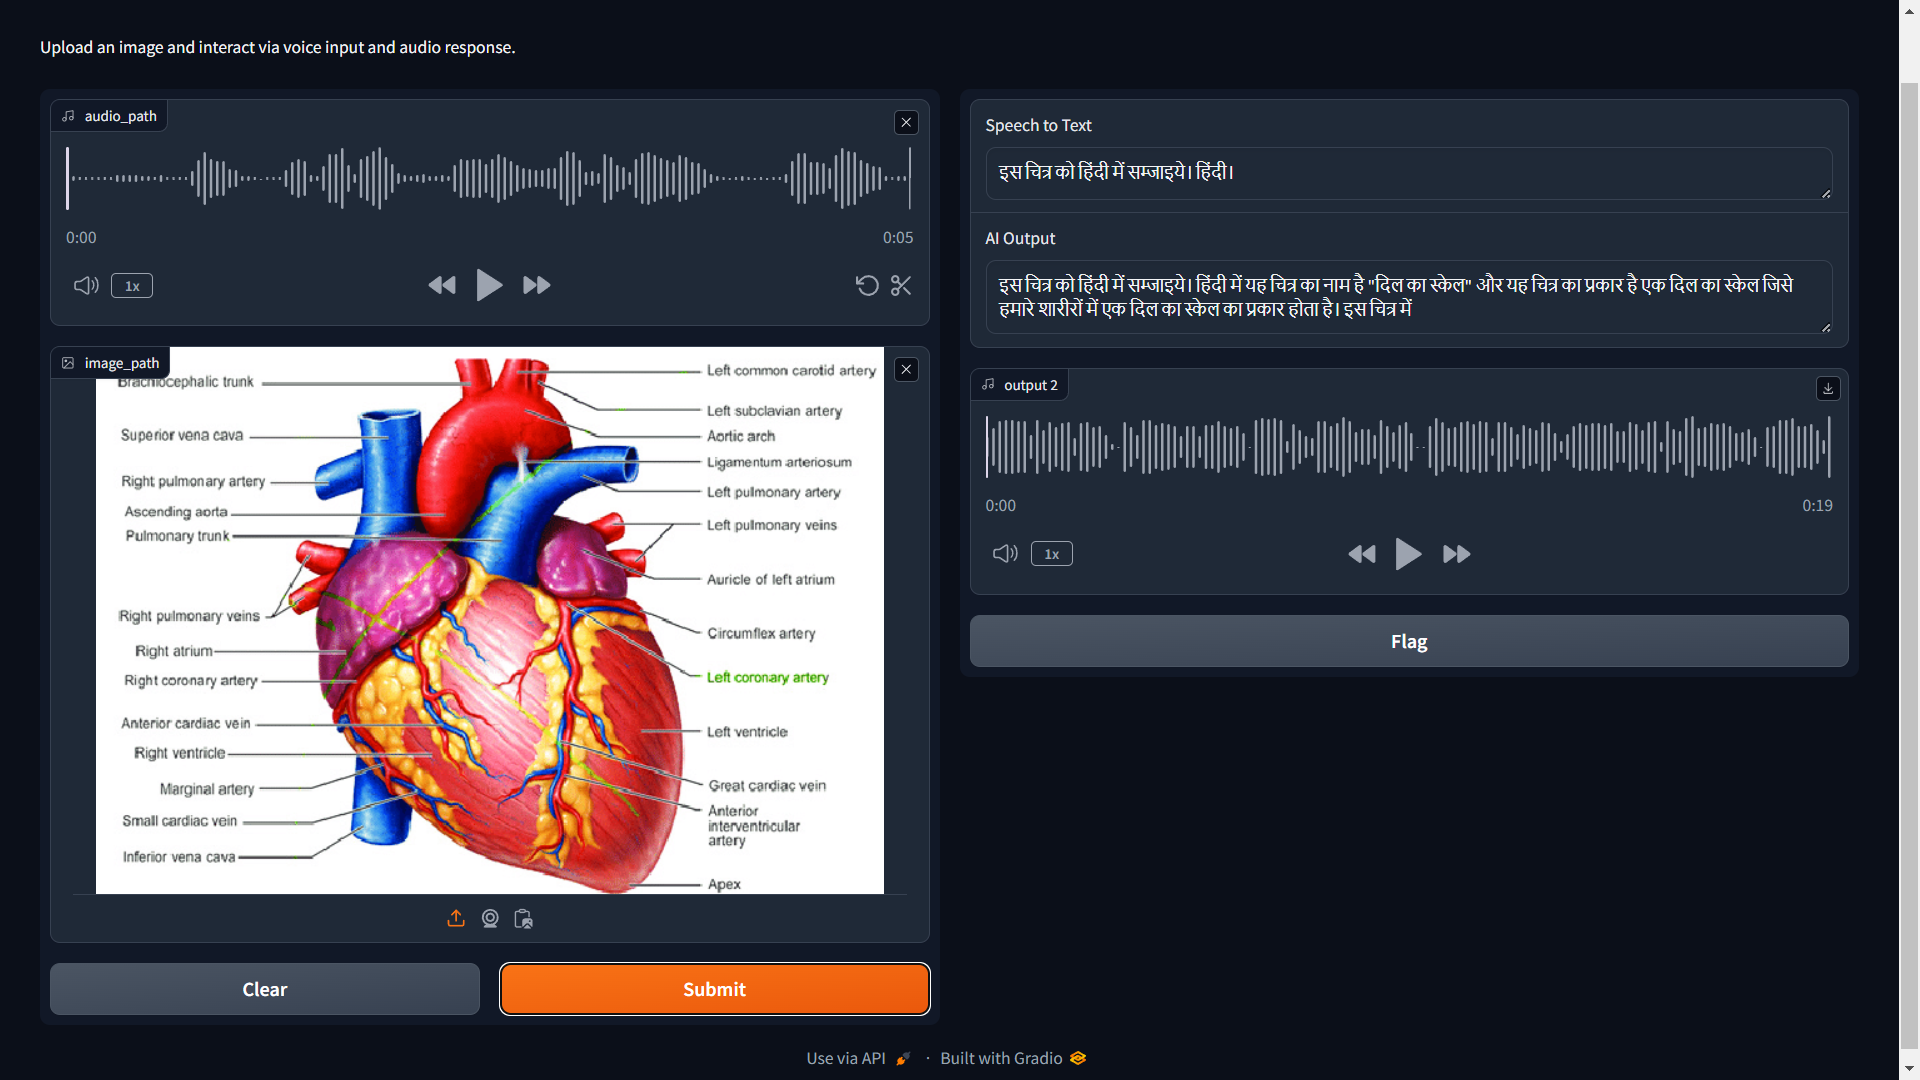 Upload an image and interact via voice input and audio response.
audio_path
0:00
0:05
1x
image_path
Brachiocephalic trunk
Superior vena cava
Right pulmonary artery
Ascending aorta
Pulmonary trunk
Right pulmonary veins
Right atrium
Right coronary artery
Anterior cardiac vein
Right ventricle
Marginal artery
Small cardiac vein
Inferior vena cava
Left common carotid artery
Left subclavian artery
Aortic arch
Ligamentum arteriosum
Left pulmonary artery
Left pulmonary veins
Auricle of left atrium
Circumflex artery
Left coronary artery
Left ventricle
Great cardiac vein
Anterior
interventricular
artery
Apex
Clear
Submit
Speech to Text
इस चित्र को हिंदी में सम्जाइये। हिंदी।
AI Output
इस चित्र को हिंदी में सम्जाइये। हिंदी में यह चित्र का नाम है "दिल का स्केल" और यह चित्र का प्रकार है एक दिल का स्केल जिसे
हमारे शारीरों में एक दिल का स्केल का प्रकार होता है। इस चित्र में
output 2
0:00
0:19
1x
Flag
Use via API · Built with Gradio